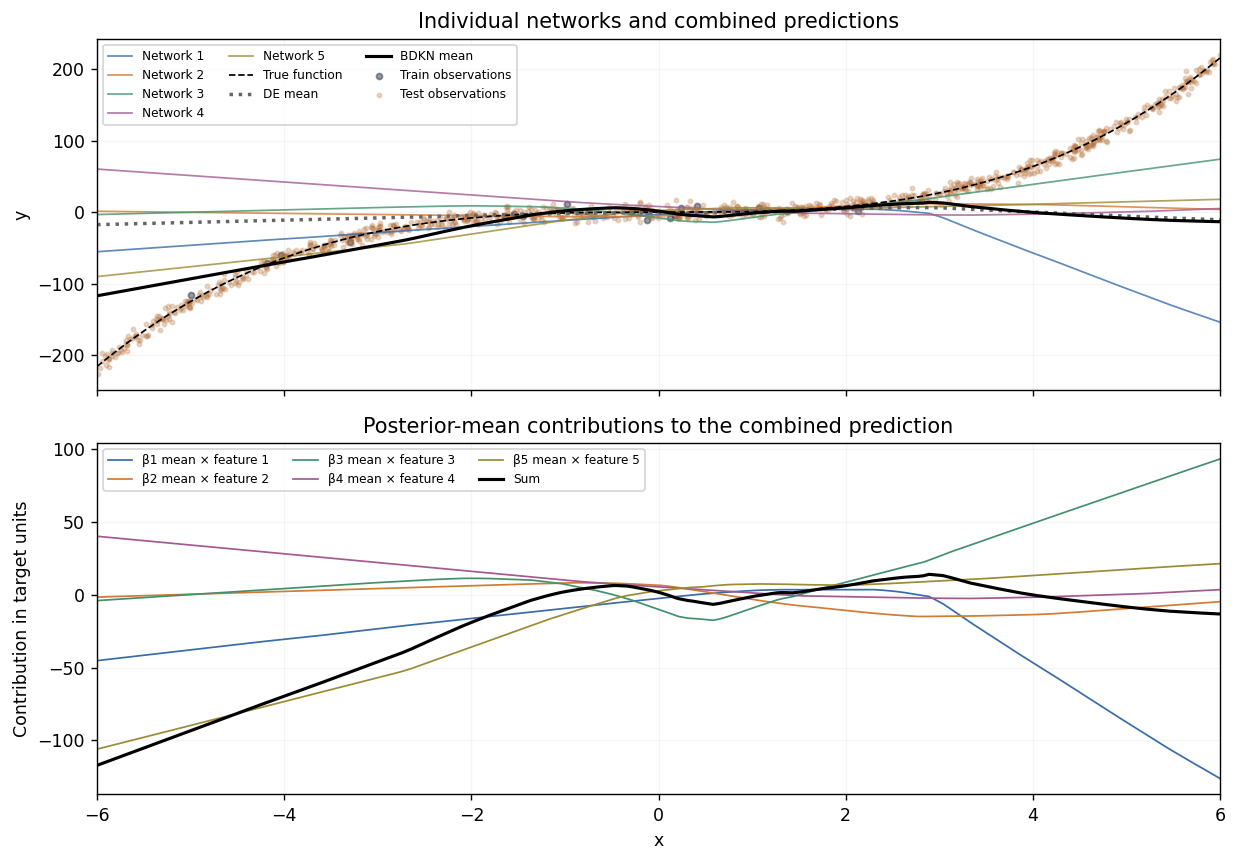 Individual networks and combined predictions
Network 1
Network 2
Network 3
Network 4
Network 5
True function
DE mean
BDKN mean
Train observations
Test observations
200
100
0
−100
−200
y
Posterior-mean contributions to the combined prediction
β1 mean × feature 1
β2 mean × feature 2
β3 mean × feature 3
β4 mean × feature 4
β5 mean × feature 5
Sum
100
50
0
−50
−100
Contribution in target units
−6 −4 −2 0 2 4 6
x